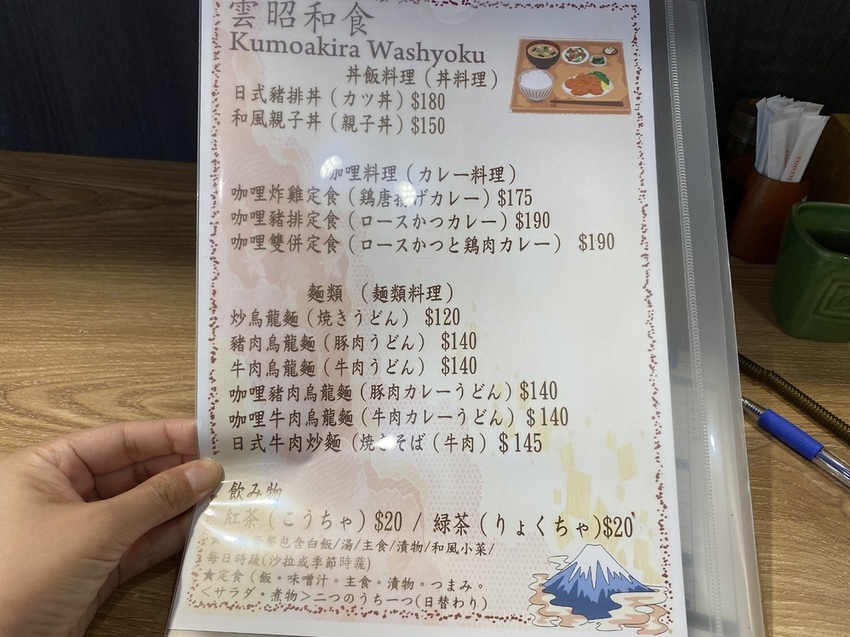 雲昭和食
Kumoakira Washyoku
丼飯料理（丼料理）
日式豬排丼（カツ丼）$180
和風親子丼（親子丼）$150
咖哩料理（カレー料理）
咖哩炸雞定食（鶏唐揚げカレー）$175
咖哩豬排定食（ロースかつカレー）$190
咖哩雙併定食（ロースかつと鶏肉カレー） $190
麵類 （麺類料理）
炒烏龍麵（焼きうどん） $120
豬肉烏龍麵（豚肉うどん） $140
牛肉烏龍麵（牛肉うどん） $140
咖哩豬肉烏龍麵（豚肉カレーうどん）$140
咖哩牛肉烏龍麵（牛肉カレーうどん）$140
日式牛肉炒麵（焼きそば（牛肉）$145
飲み物
紅茶（こうちゃ）$20 / 緑茶（りょくちゃ)$20
包含白飯/湯/主食/漬物/和風小菜/
每日時蔬(沙拉或季節時蔬)
★定食（飯・味噌汁。主食。漬物。つまみ。
<サラダ・煮物>二つのうち一つ(日替わり)